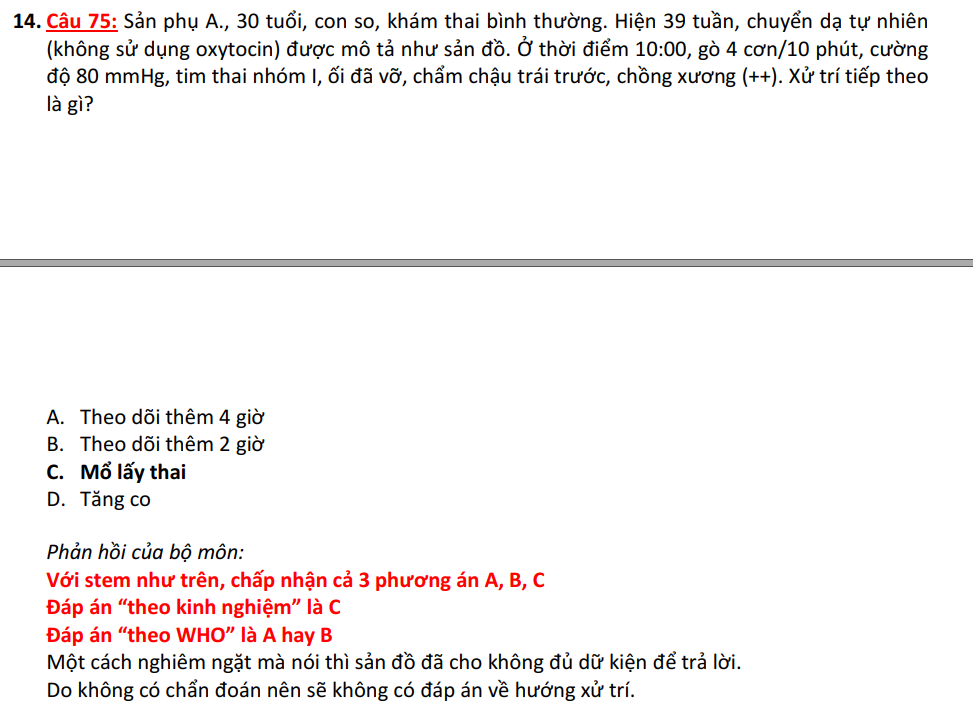 14. Câu 75: Sản phụ A., 30 tuổi, con so, khám thai bình thường. Hiện 39 tuần, chuyển dạ tự nhiên
(không sử dụng oxytocin) được mô tả như sản đồ. Ở thời điểm 10:00, gò 4 cơn/10 phút, cường
độ 80 mmHg, tim thai nhóm I, ối đã vỡ, chẩm chậu trái trước, chồng xương (++). Xử trí tiếp theo
là gì?
A. Theo dõi thêm 4 giờ
B. Theo dõi thêm 2 giờ
C. Mổ lấy thai
D. Tăng co
Phản hồi của bộ môn:
Với stem như trên, chấp nhận cả 3 phương án A, B, C
Đáp án “theo kinh nghiệm” là C
Đáp án “theo WHO” là A hay B
Một cách nghiêm ngặt mà nói thì sản đồ đã cho không đủ dữ kiện để trả lời.
Do không có chẩn đoán nên sẽ không có đáp án về hướng xử trí.